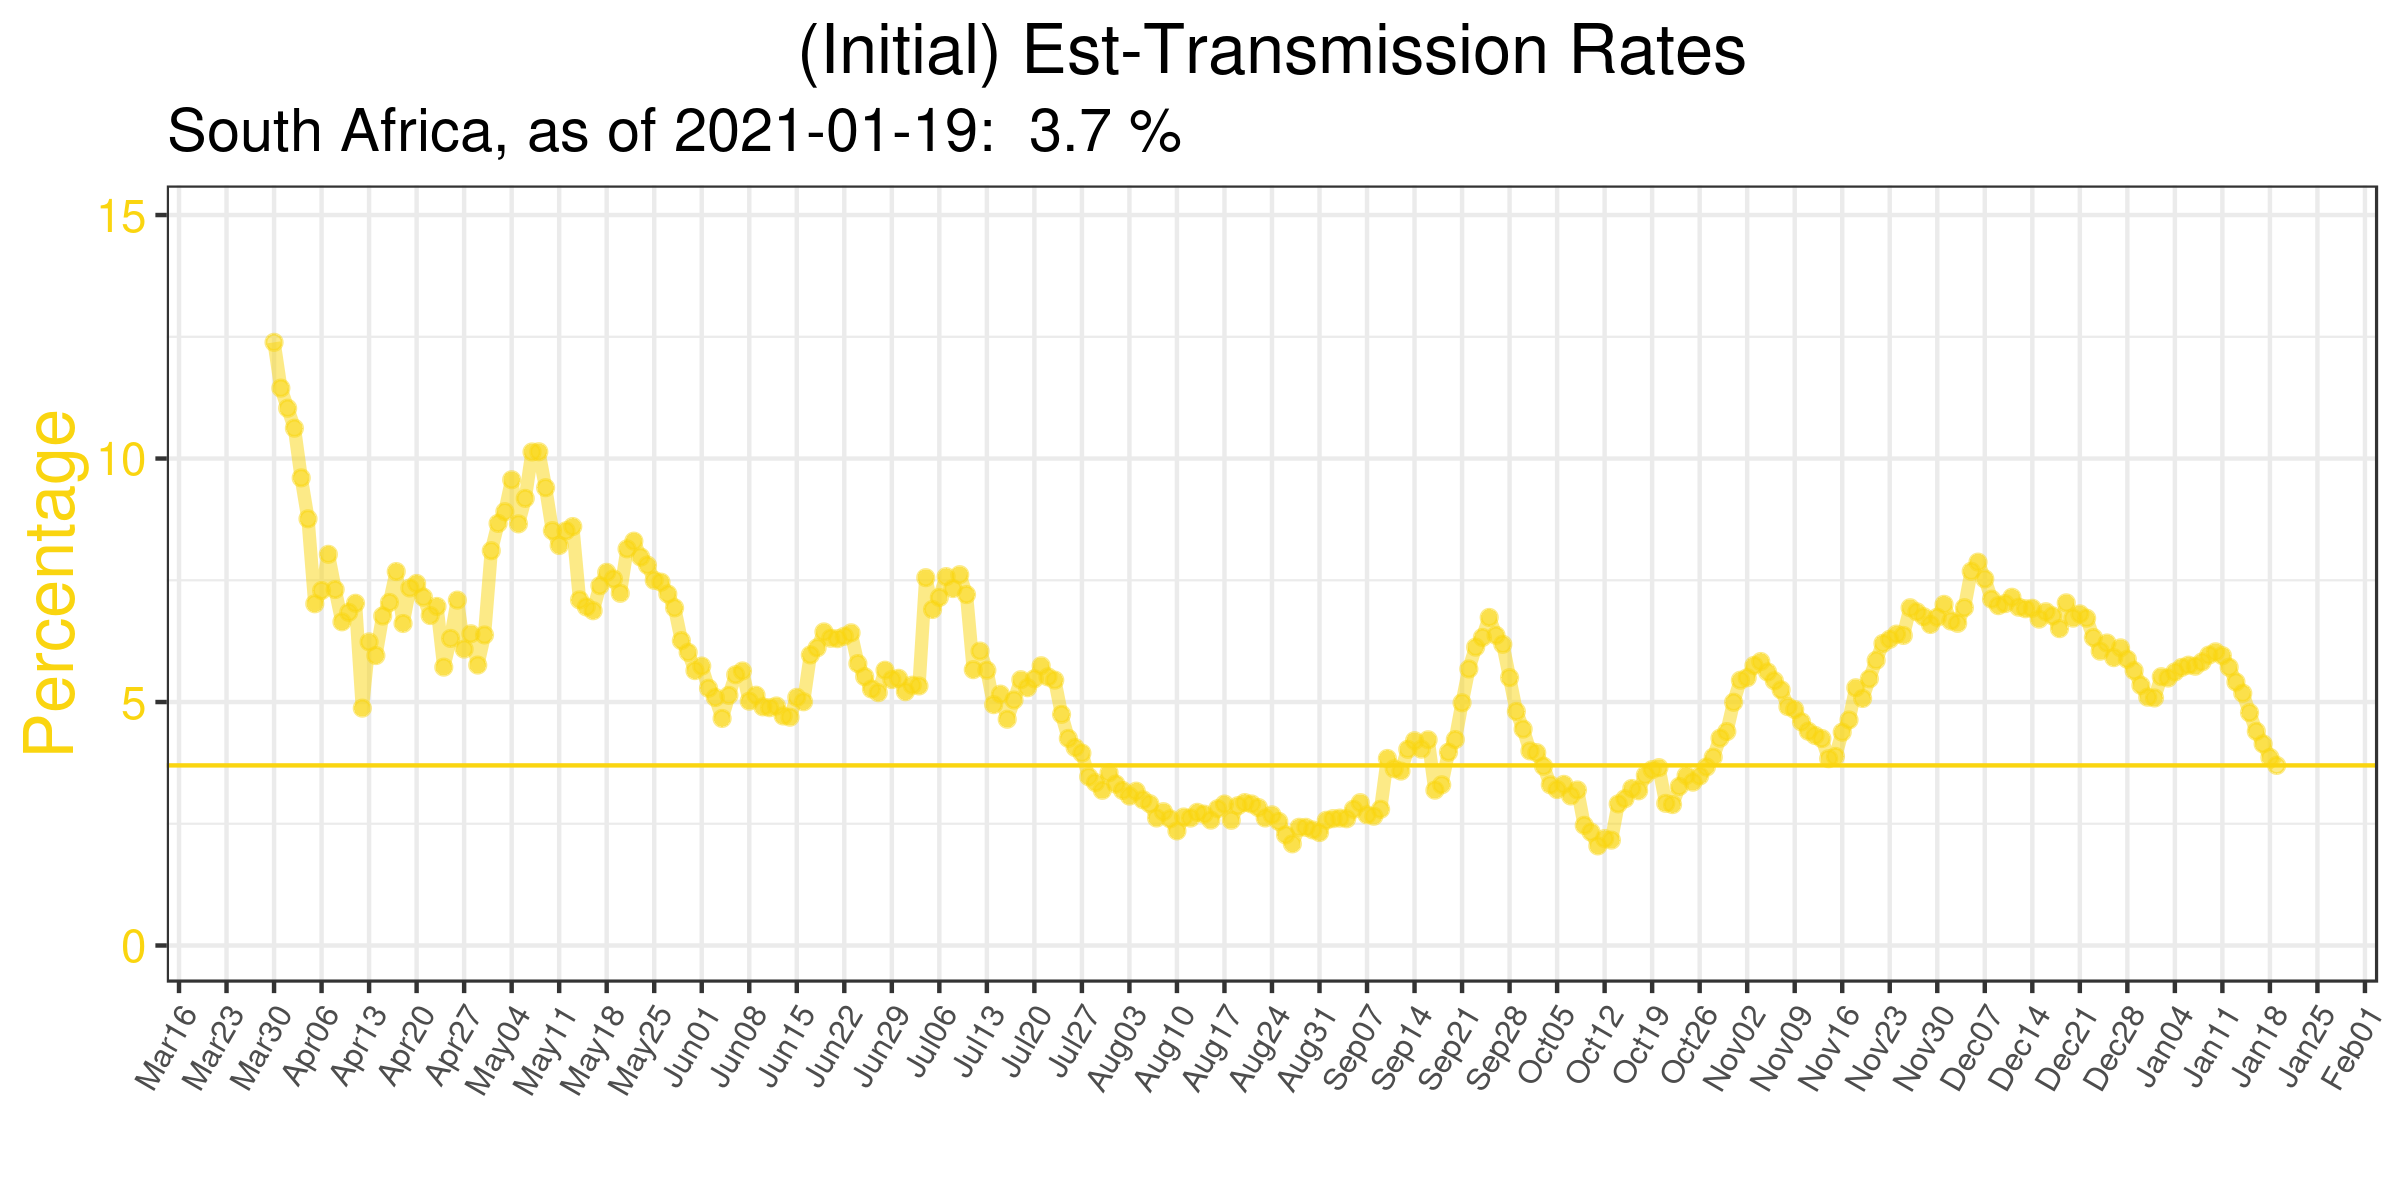 (Initial) Est-Transmission Rates
South Africa, as of 2021-01-19:  3.7 %
Percentage
15
10
5
0
Mar16
Mar23
Mar30
Apr06
Apr13
Apr20
Apr27
May04
May11
May18
May25
Jun01
Jun08
Jun15
Jun22
Jun29
Jul06
Jul13
Jul20
Jul27
Aug03
Aug10
Aug17
Aug24
Aug31
Sep07
Sep14
Sep21
Sep28
Oct05
Oct12
Oct19
Oct26
Nov02
Nov09
Nov16
Nov23
Nov30
Dec07
Dec14
Dec21
Dec28
Jan04
Jan11
Jan18
Jan25
Feb01